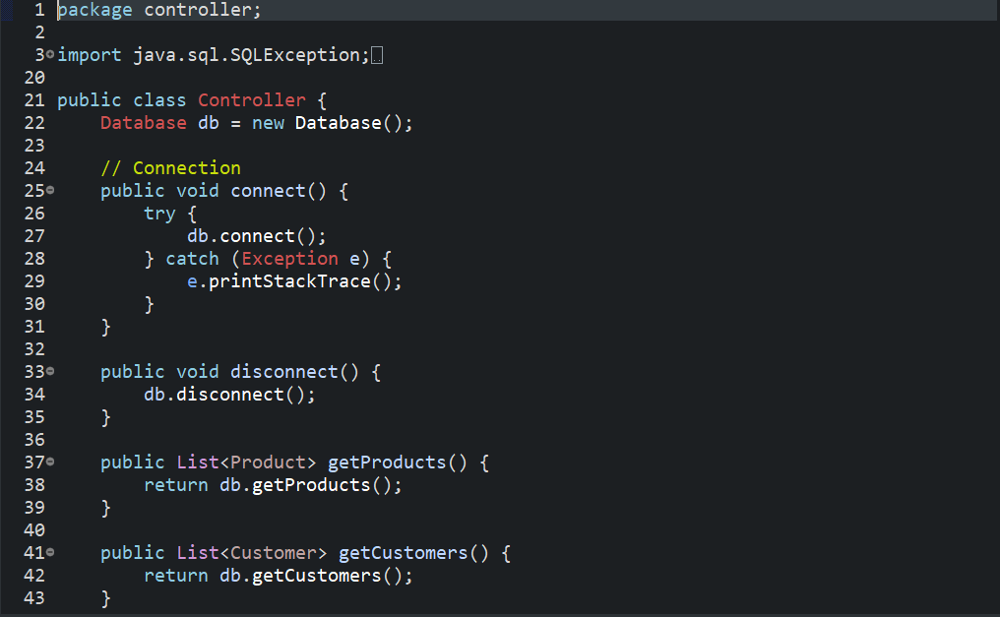 1 package controller;
2
3 import java.sql.SQLException;
20
21 public class Controller {
22     Database db = new Database();
23
24     // Connection
25     public void connect() {
26         try {
27             db.connect();
28         } catch (Exception e) {
29             e.printStackTrace();
30         }
31     }
32
33     public void disconnect() {
34         db.disconnect();
35     }
36
37     public List<Product> getProducts() {
38         return db.getProducts();
39     }
40
41     public List<Customer> getCustomers() {
42         return db.getCustomers();
43     }